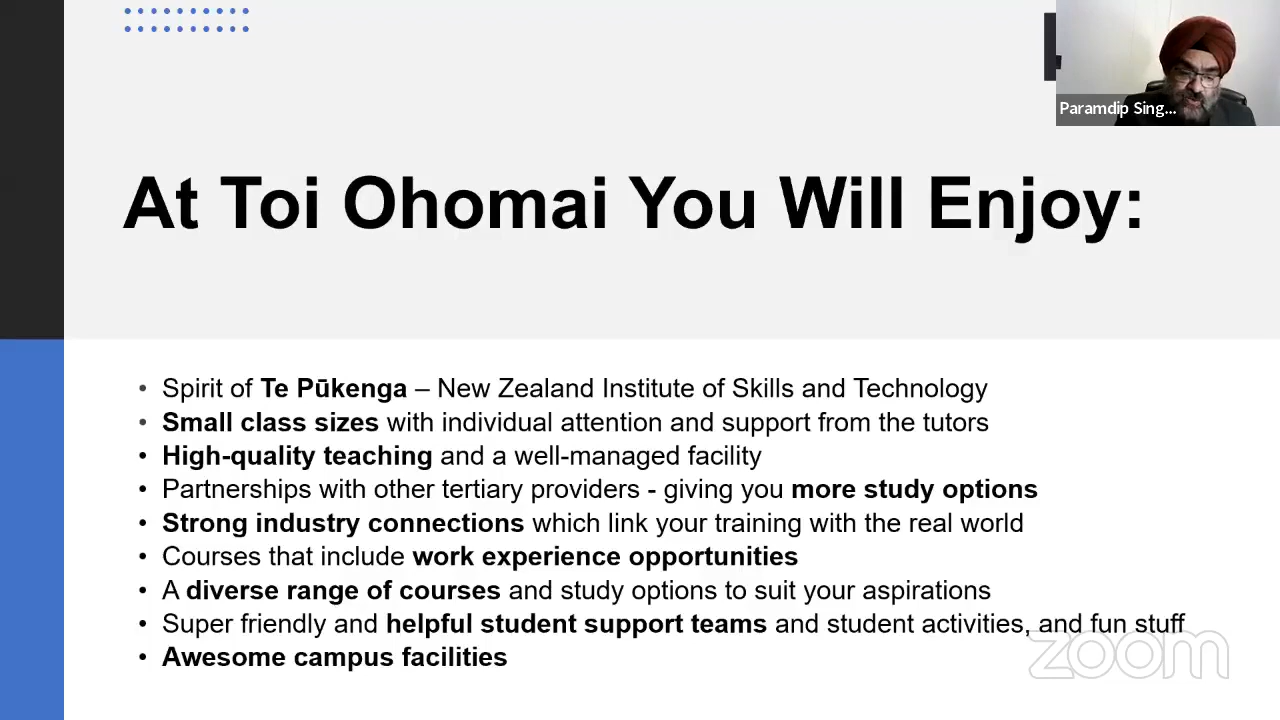 Paramdip Sing...
At Toi Ohomai You Will Enjoy:
• Spirit of Te Pūkenga – New Zealand Institute of Skills and Technology
• Small class sizes with individual attention and support from the tutors
• High-quality teaching and a well-managed facility
• Partnerships with other tertiary providers - giving you more study options
• Strong industry connections which link your training with the real world
• Courses that include work experience opportunities
• A diverse range of courses and study options to suit your aspirations
• Super friendly and helpful student support teams and student activities, and fun stuff
• Awesome campus facilities
zoom